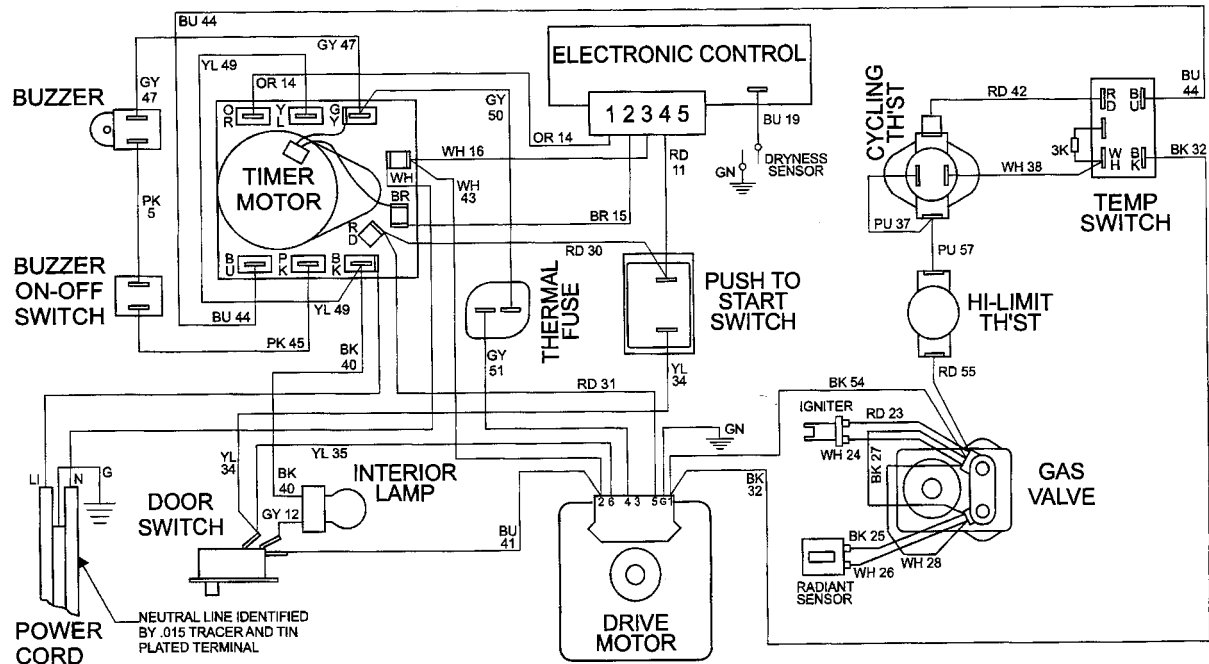 BU 44
GY 47
YL 49
OR 14
ELECTRONIC CONTROL
1 2 3 4 5
BUZZER
GY
47
O
R
Y
L
G
Y
GY
50
OR 14
BU 19
CYCLING
TH'ST
RD 42
R
D
B
U
BU
44
TIMER
MOTOR
WH 16
WH
WH
43
RD
11
GN
DRYNESS
SENSOR
3K
W
H
B
K
BK 32
WH 38
TEMP
SWITCH
PK
5
BR
BR 15
R
D
PU 37
RD 30
PU 57
BUZZER
ON-OFF
SWITCH
B
U
P
K
B
K
YL 49
BU 44
THERMAL
FUSE
PUSH TO
START
SWITCH
HI-LIMIT
TH'ST
PK 45
BK
40
GY
51
YL
34
RD 31
BK 54
RD 55
IGNITER
RD 23
WH 24
BK 27
LI
N
G
YL
34
YL 35
BK
40
INTERIOR
LAMP
GN
BK
32
GAS
VALVE
DOOR
SWITCH
GY 12
BU
41
2 6 4 3 5 G 1
BK 25
WH 26
WH 28
RADIANT
SENSOR
NEUTRAL LINE IDENTIFIED
BY .015 TRACER AND TIN
PLATED TERMINAL
POWER
CORD
DRIVE
MOTOR